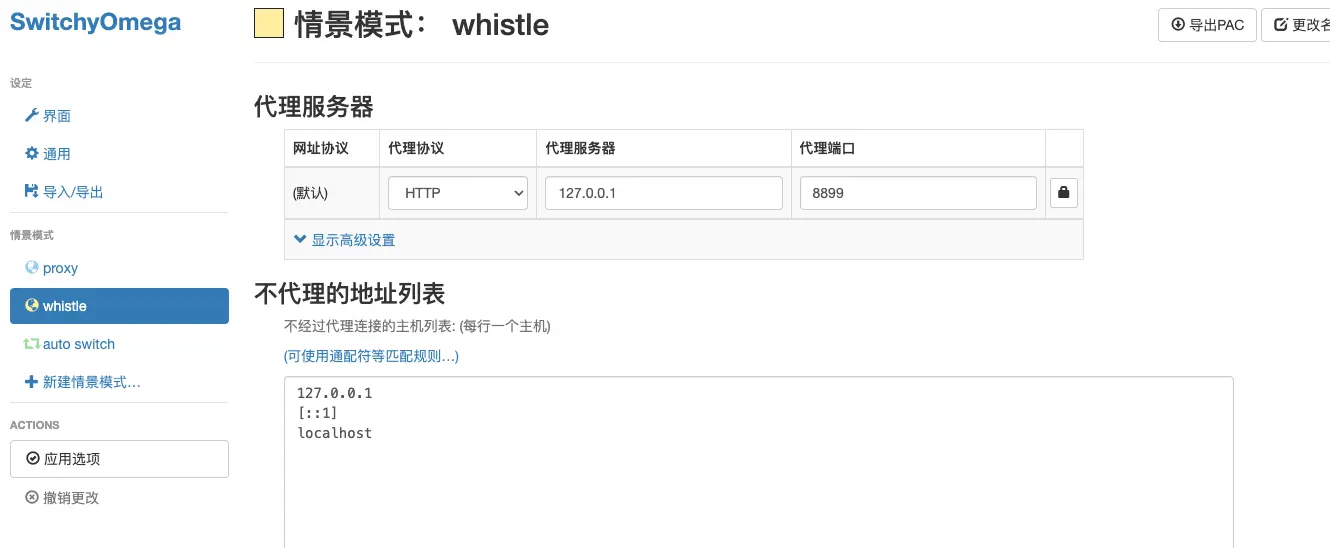 SwitchyOmega
设定
界面
通用
导入/导出
情景模式
proxy
whistle
auto switch
新建情景模式…
ACTIONS
应用选项
撤销更改
情景模式： whistle
导出PAC
更改名
代理服务器
网址协议 代理协议 代理服务器 代理端口
(默认) HTTP 127.0.0.1 8899
显示高级设置
不代理的地址列表
不经过代理连接的主机列表: (每行一个主机)
(可使用通配符等匹配规则…)
127.0.0.1
[::1]
localhost